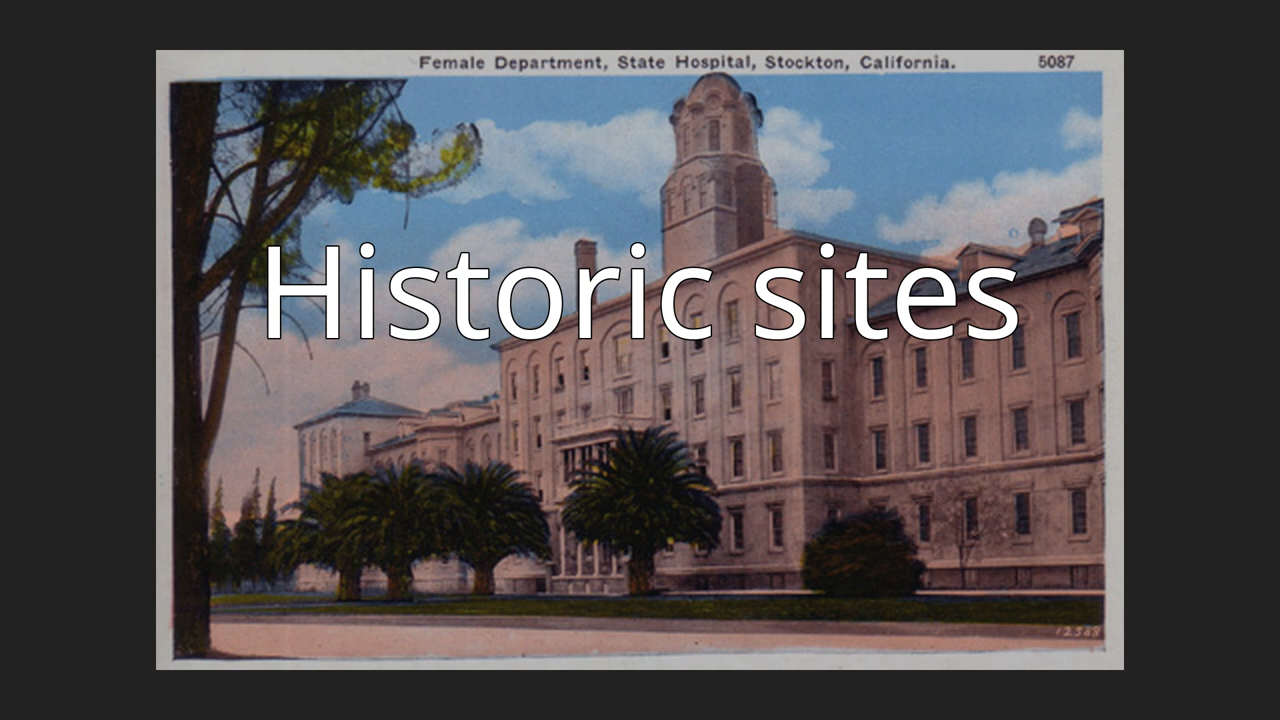 Female Department, State Hospital, Stockton, California. 5087
Historic sites